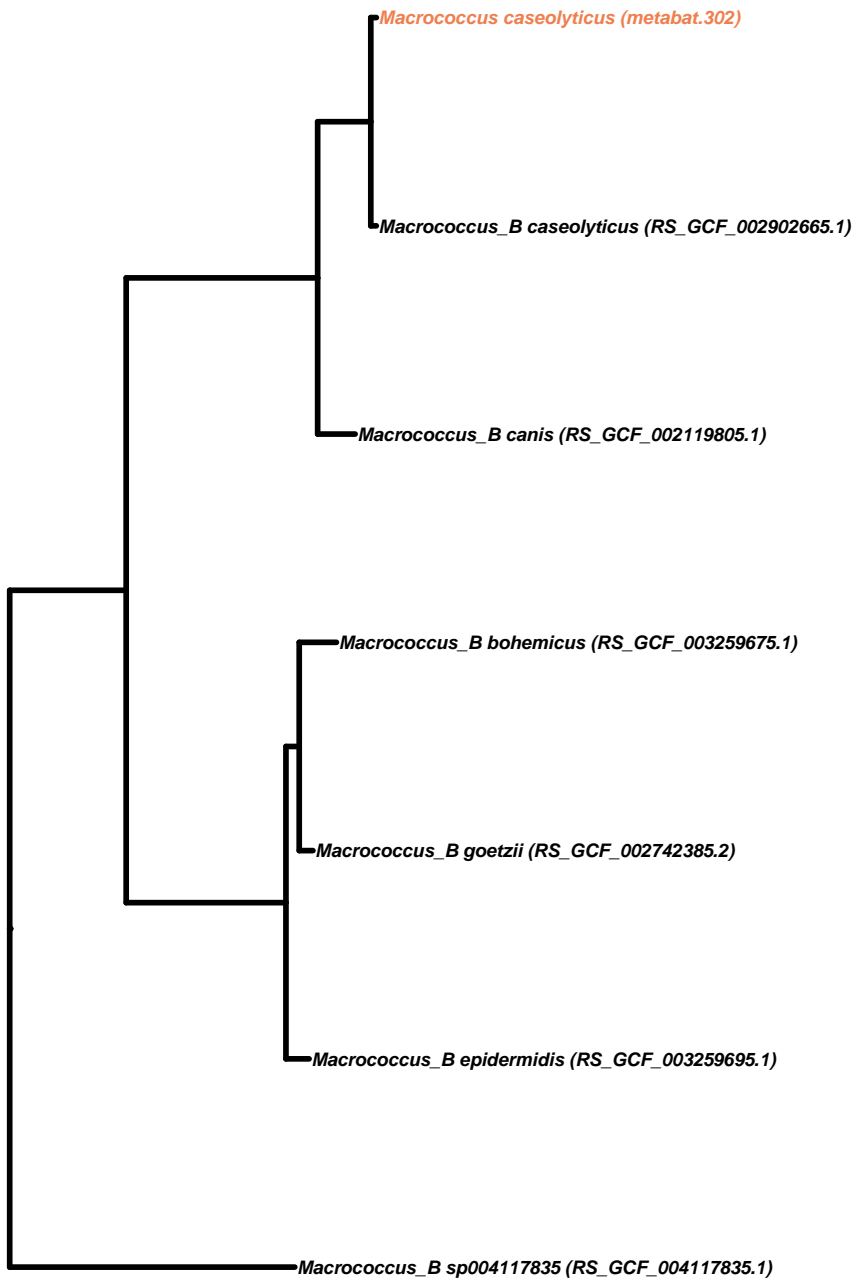 Macrococcus caseolyticus (metabat.302)
Macrococcus_B caseolyticus (RS_GCF_002902665.1)
Macrococcus_B canis (RS_GCF_002119805.1)
Macrococcus_B bohemicus (RS_GCF_003259675.1)
Macrococcus_B goetzii (RS_GCF_002742385.2)
Macrococcus_B epidermidis (RS_GCF_003259695.1)
Macrococcus_B sp004117835 (RS_GCF_004117835.1)